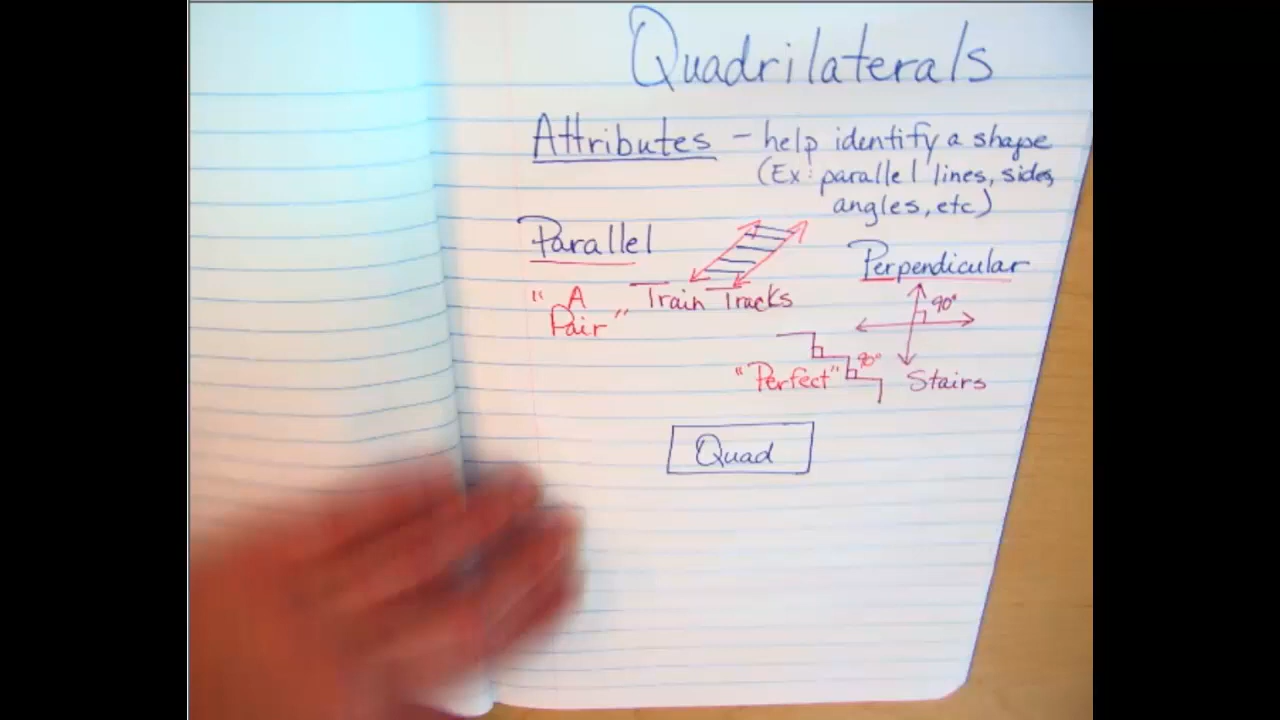 Quadrilaterals
Attributes - help identify a shape
(Ex: parallel lines, sides,
angles, etc)
Parallel
"A
Pair"
Train Tracks
Perpendicular
90°
90°
"Perfect"
Stairs
Quad